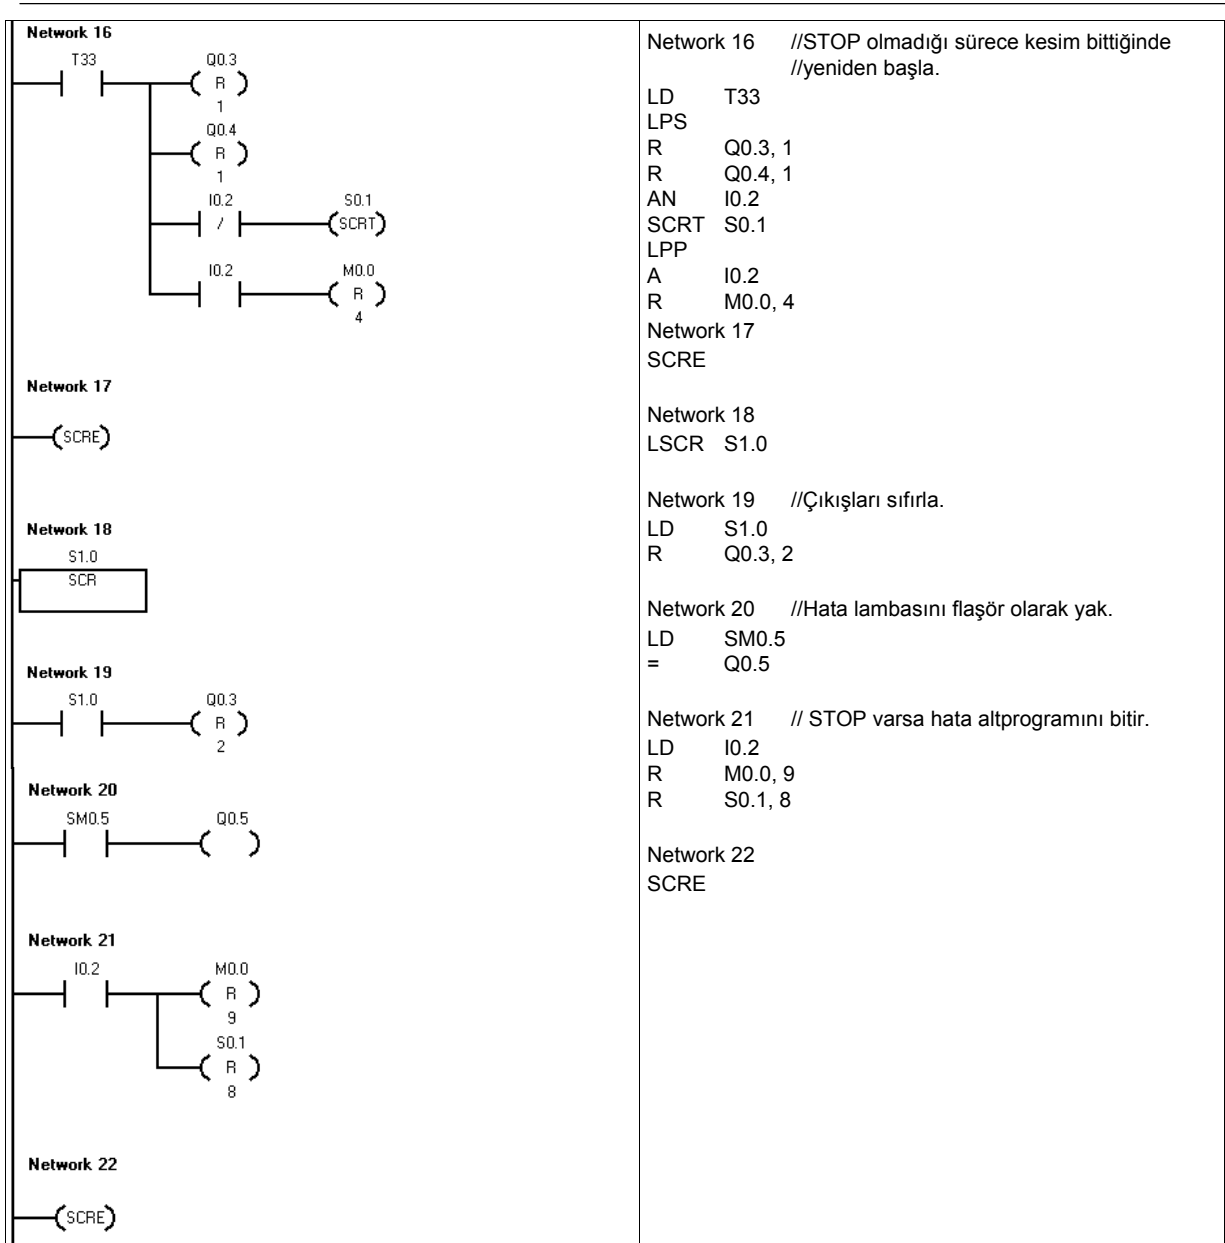 Network 16
T33 Q0.3
R
1
Q0.4
R
1
I0.2 S0.1
/ SCRT
I0.2 M0.0
R
4
Network 17
SCRE
Network 18
S1.0
SCR
Network 19
S1.0 Q0.3
R
2
Network 20
SM0.5 Q0.5
Network 21
I0.2 M0.0
R
9
S0.1
R
8
Network 22
SCRE
Network 16 //STOP olmadığı sürece kesim bittiğinde
//yeniden başla.
LD T33
LPS
R Q0.3, 1
R Q0.4, 1
AN I0.2
SCRT S0.1
LPP
A I0.2
R M0.0, 4
Network 17
SCRE
Network 18
LSCR S1.0
Network 19 //Çıkışları sıfırla.
LD S1.0
R Q0.3, 2
Network 20 //Hata lambasını flaşör olarak yak.
LD SM0.5
= Q0.5
Network 21 // STOP varsa hata altprogramını bitir.
LD I0.2
R M0.0, 9
R S0.1, 8
Network 22
SCRE